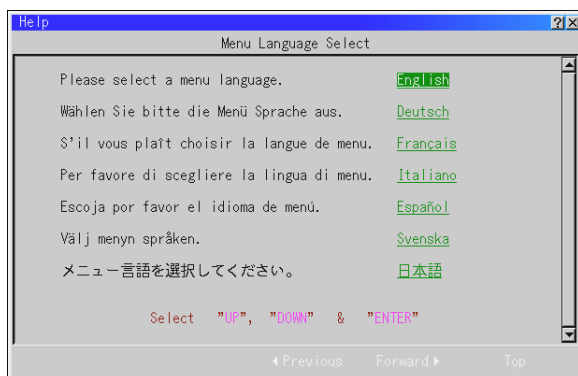 Help ? ×
Menu Language Select
Please select a menu language. English
Wählen Sie bitte die Menü Sprache aus. Deutsch
S'il vous plaît choisir la langue de menu. Français
Per favore di scegliere la lingua di menu. Italiano
Escoja por favor el idioma de menú. Español
Välj menyn språken. Svenska
メニュー言語を選択してください。 日本語
Select "UP", "DOWN" & "ENTER"
Previous Forward Top